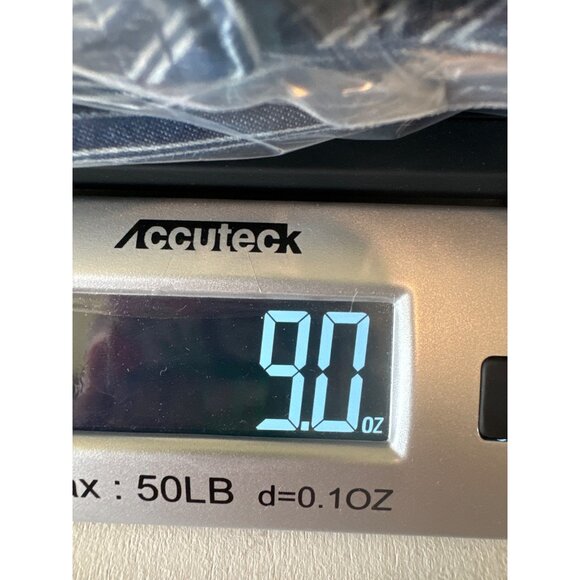 Accuteck
9.0 OZ
ax : 50LB d=0.1OZ